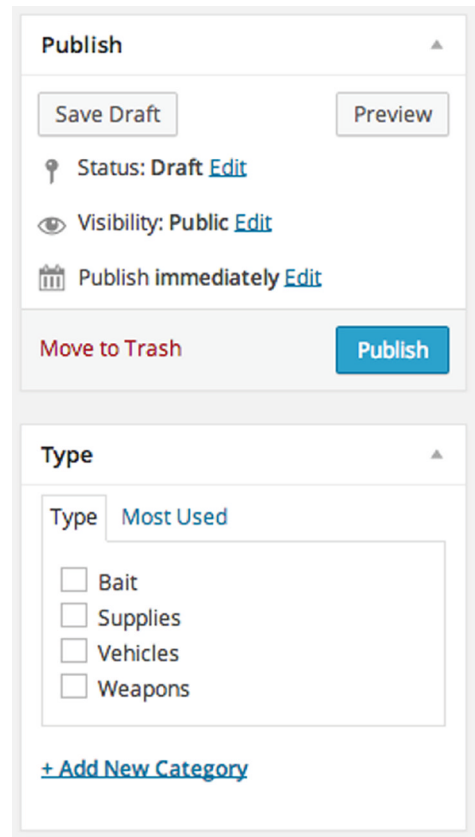 Publish
Save Draft Preview
Status: Draft Edit
Visibility: Public Edit
Publish immediately Edit
Move to Trash Publish
Type
Type Most Used
Bait
Supplies
Vehicles
Weapons
+ Add New Category